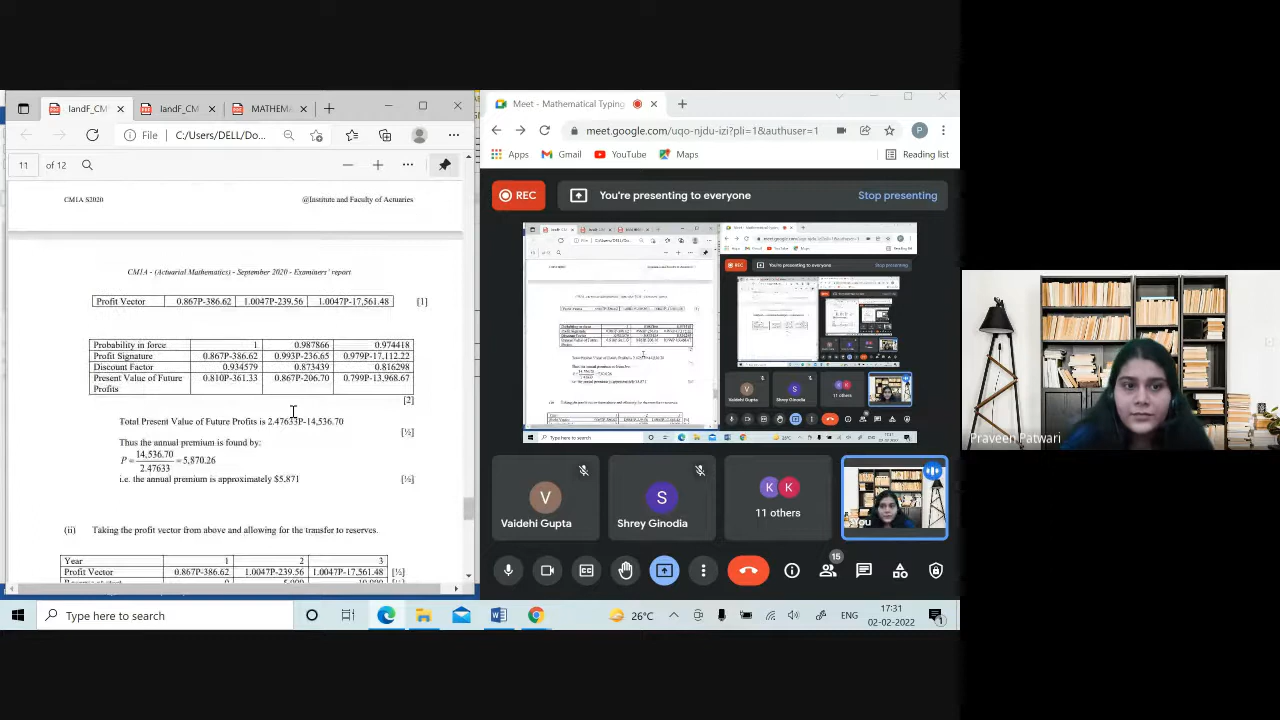 IandF_CM
IandF_CM
MATHEMA
File C:/Users/DELL/Do...
11 of 12
CM1A S2020 @Institute and Faculty of Actuaries
CM1A - (Actuarial Mathematics) - September 2020 - Examiners' report
0.867P-386.62 1.0047P-239.56 1.0047P-17,561.48 [1]
Probability in force 1 0.987866 0.974418
Profit Signature 0.867P-386.62 0.993P-236.65 0.979P-17,112.22
Discount Factor 0.934579 0.873439 0.816298
Present Value of Future Profits 0.810P-361.33 0.867P-206.70 0.799P-13,968.67
[2]
Total Present Value of Future Profits is 2.47633P-14,536.70
[½]
Thus the annual premium is found by:
P = 14,536.70 / 2.47633 = 5,870.26
i.e. the annual premium is approximately $5,871 [½]
(ii) Taking the profit vector from above and allowing for the transfer to reserves.
Year 1 2 3
Profit Vector 0.867P-386.62 1.0047P-239.56 1.0047P-17,561.48 [½]
Meet - Mathematical Typing
meet.google.com/uqo-njdu-izi?pli=1&authuser=1
P
Apps Gmail YouTube Maps Reading list
REC You're presenting to everyone Stop presenting
V
Vaidehi Gupta
S
Shrey Ginodia
K K
11 others
15
Type here to search
26°C ENG
17:31
02-02-2022
1
Praveen Patwari